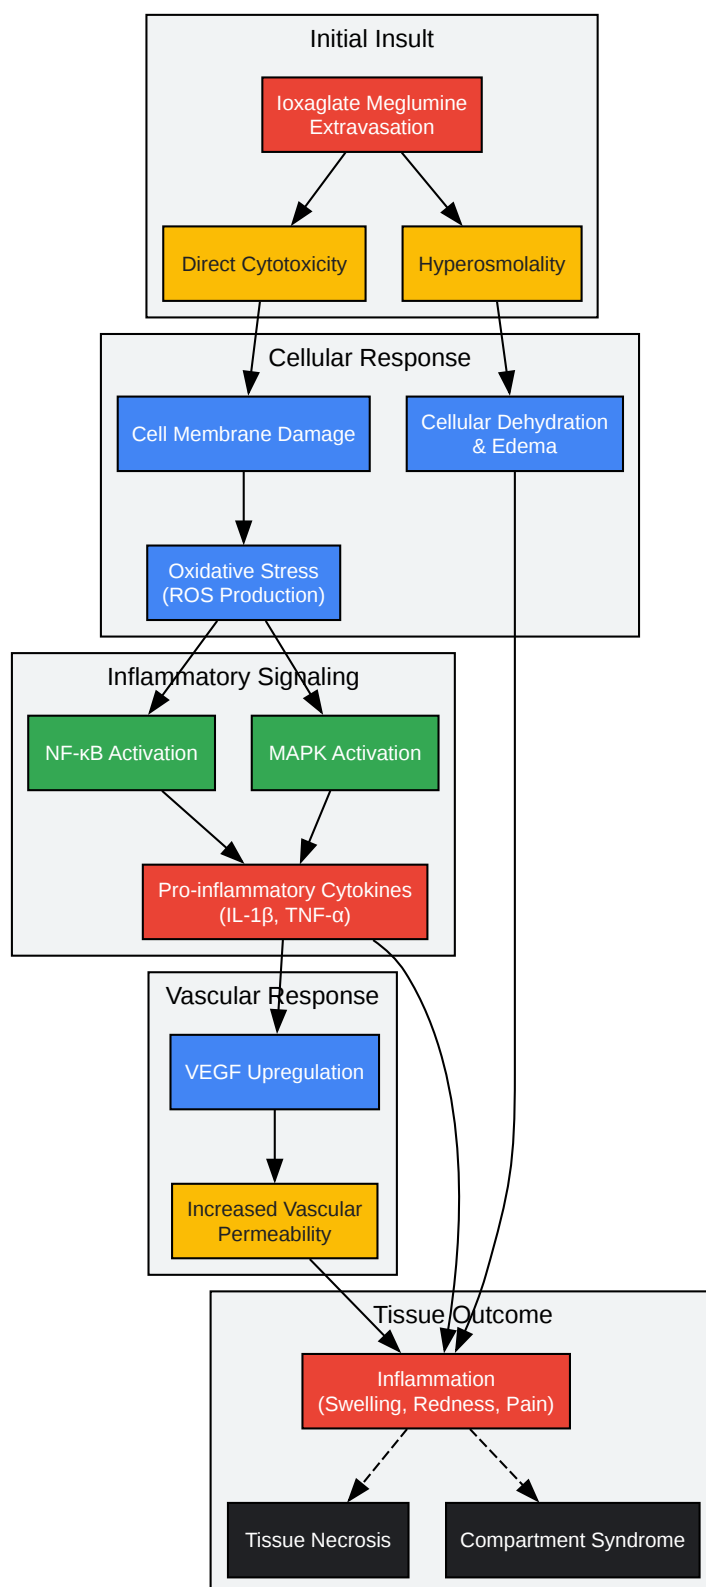 Initial Insult
Ioxaglate Meglumine
Extravasation
Direct Cytotoxicity
Hyperosmolality
Cellular Response
Cell Membrane Damage
Cellular Dehydration
& Edema
Oxidative Stress
(ROS Production)
Inflammatory Signaling
NF-κB Activation
MAPK Activation
Pro-inflammatory Cytokines
(IL-1β, TNF-α)
Vascular Response
VEGF Upregulation
Increased Vascular
Permeability
Tissue Outcome
Inflammation
(Swelling, Redness, Pain)
Tissue Necrosis
Compartment Syndrome